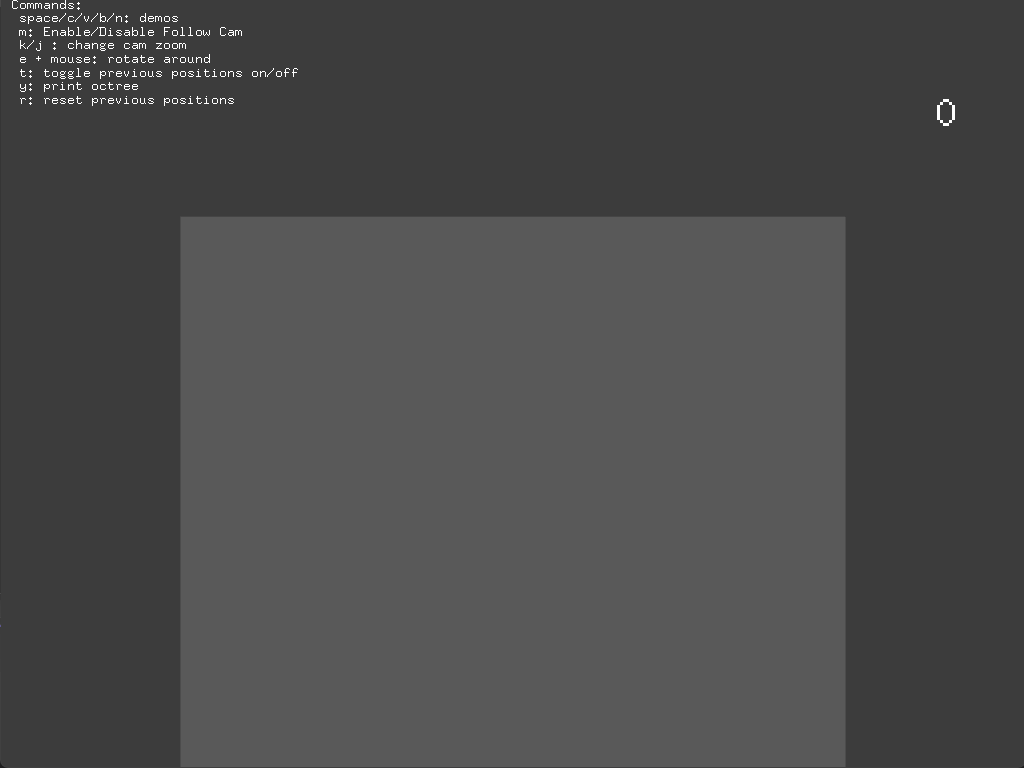 Commands:
space/c/v/b/n: demos
m: Enable/Disable Follow Cam
k/j : change cam zoom
e + mouse: rotate around
t: toggle previous positions on/off
y: print octree
r: reset previous positions
0